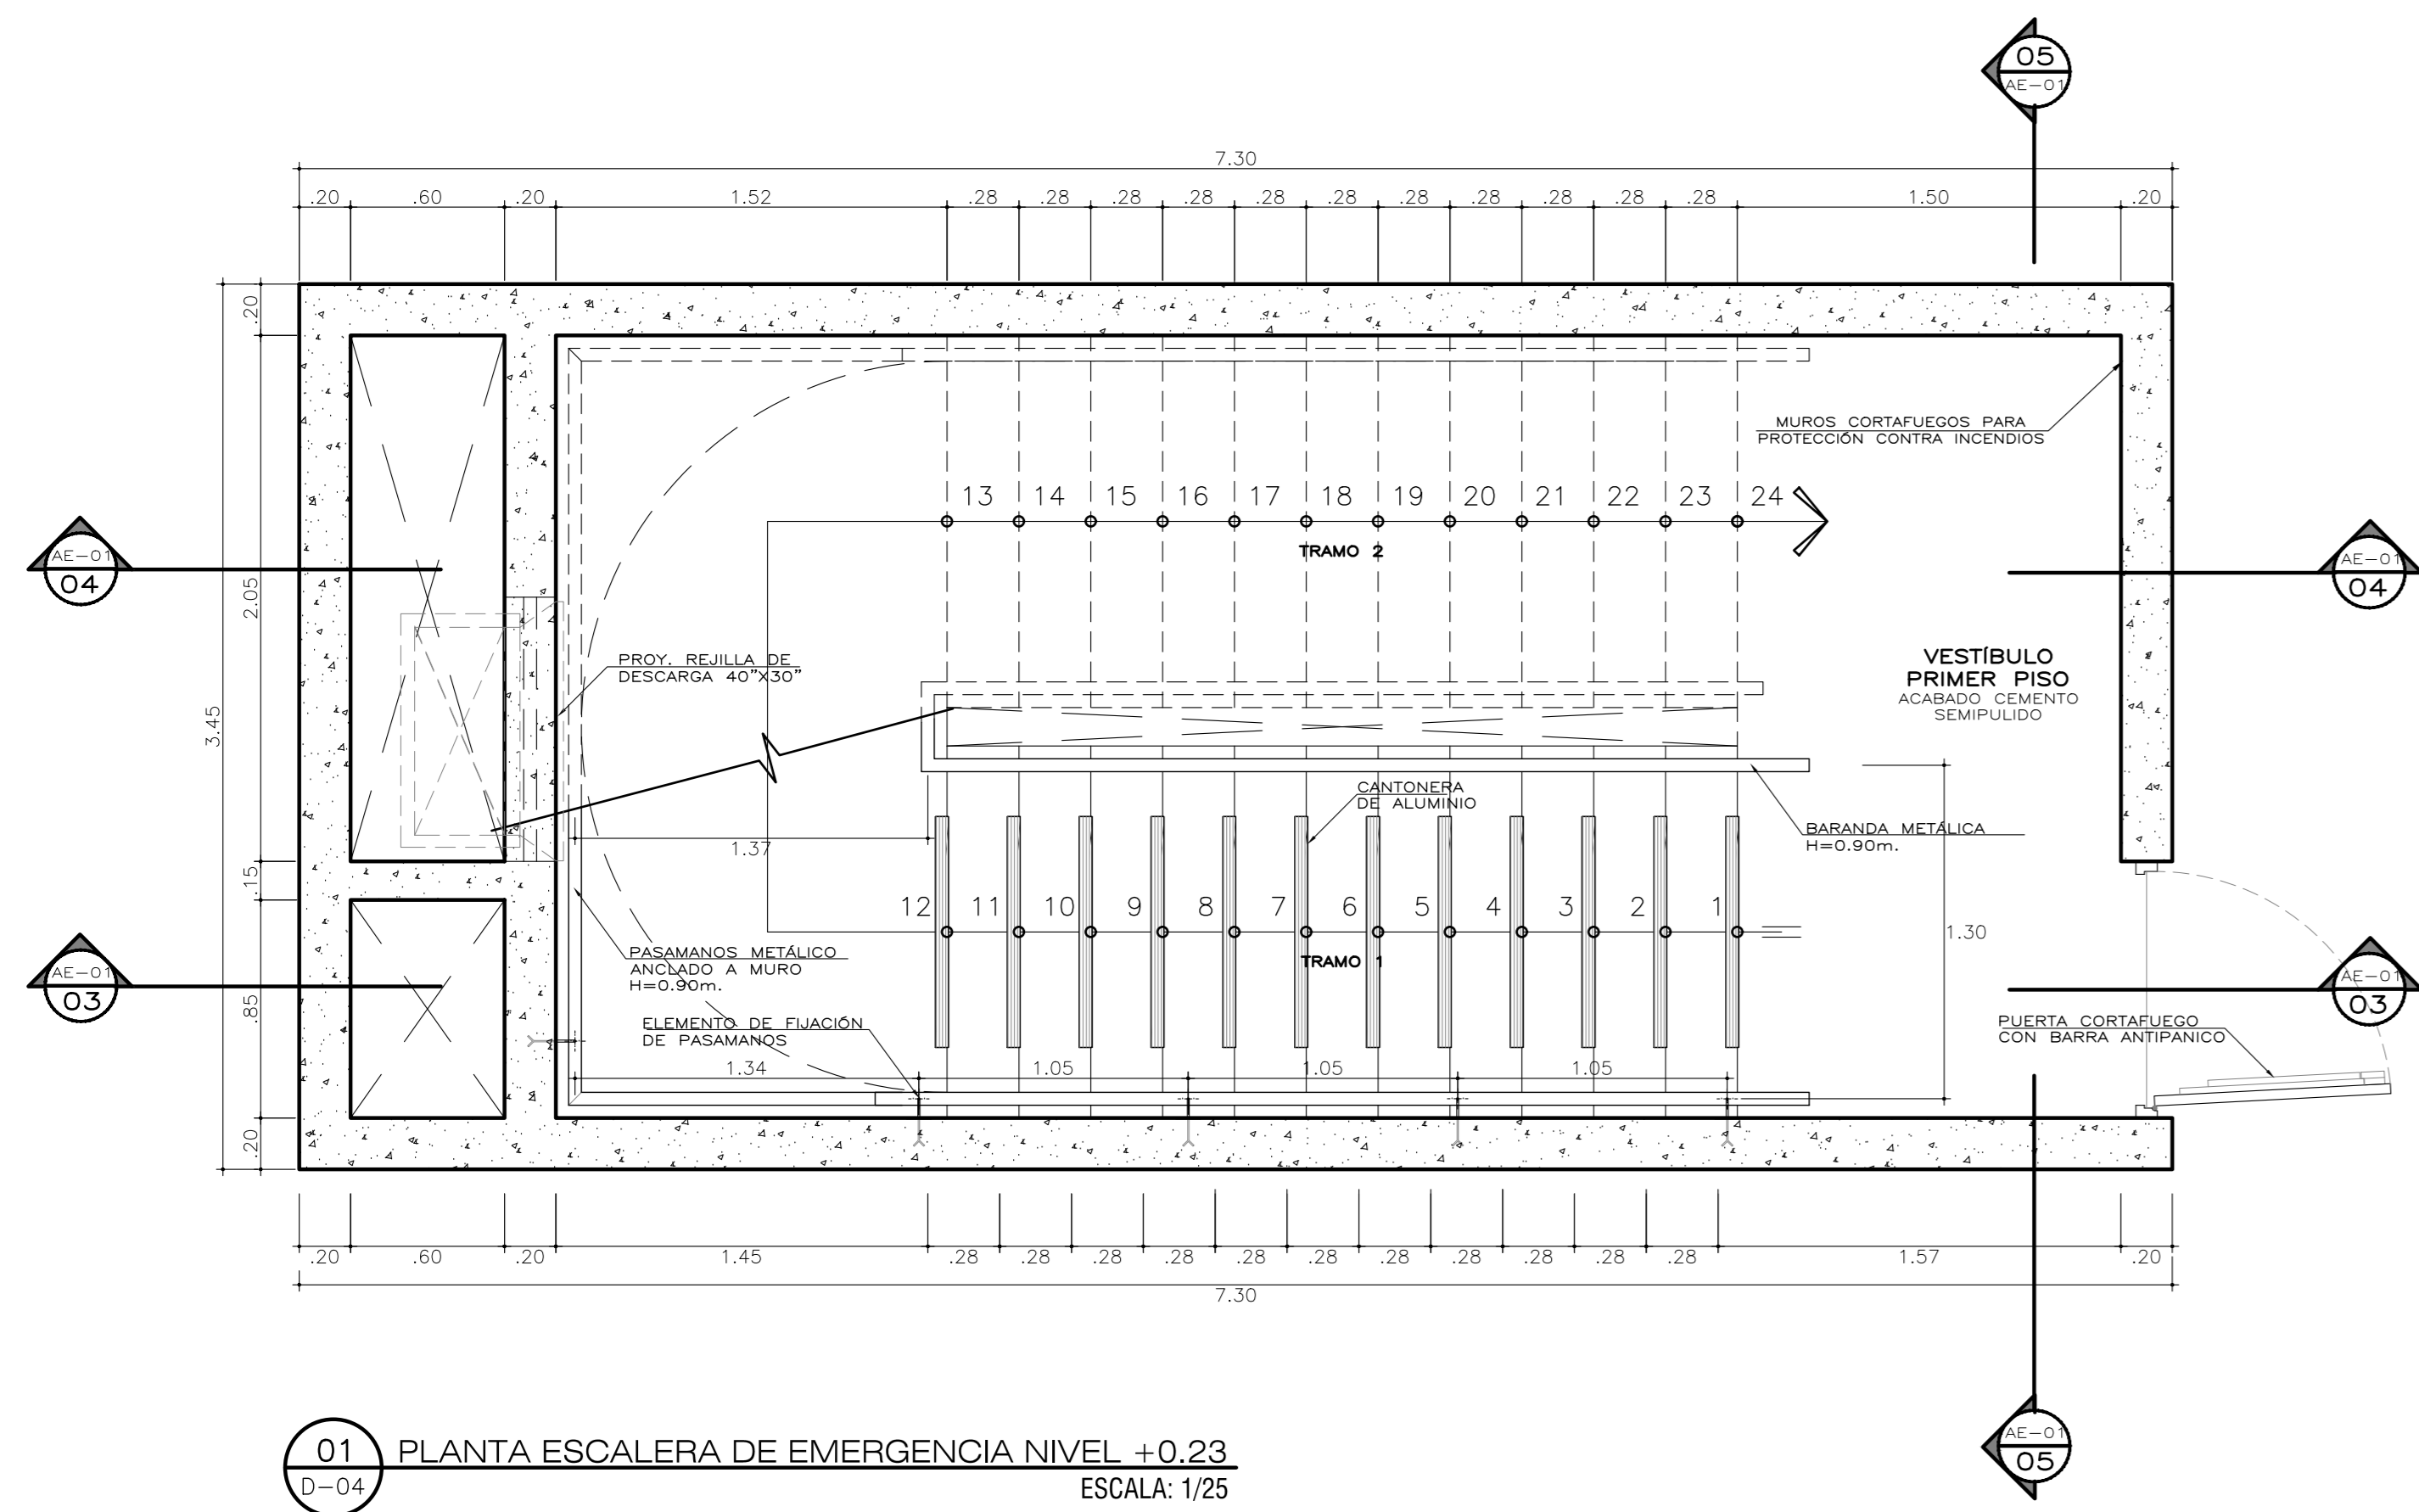 05
AE-01
7.30
.20 .60 .20 1.52 .28 .28 .28 .28 .28 .28 .28 .28 .28 .28 .28 1.50 .20
.20
2.05
.15
.85
.20
3.45
MUROS CORTAFUEGOS PARA
PROTECCIÓN CONTRA INCENDIOS
13 14 15 16 17 18 19 20 21 22 23 24
TRAMO 2
AE-01
04
AE-01
04
PROY. REJILLA DE
DESCARGA 40"X30"
VESTÍBULO
PRIMER PISO
ACABADO CEMENTO
SEMIPULIDO
CANTONERA
DE ALUMINIO
BARANDA METÁLICA
H=0.90m.
1.37
12 11 10 9 8 7 6 5 4 3 2 1
TRAMO 1
1.30
PASAMANOS METÁLICO
ANCLADO A MURO
H=0.90m.
AE-01
03
AE-01
03
ELEMENTO DE FIJACIÓN
DE PASAMANOS
PUERTA CORTAFUEGO
CON BARRA ANTIPANICO
1.34 1.05 1.05 1.05
.20 .60 .20 1.45 .28 .28 .28 .28 .28 .28 .28 .28 .28 .28 .28 1.57 .20
7.30
AE-01
05
01
D-04
PLANTA ESCALERA DE EMERGENCIA NIVEL +0.23
ESCALA: 1/25